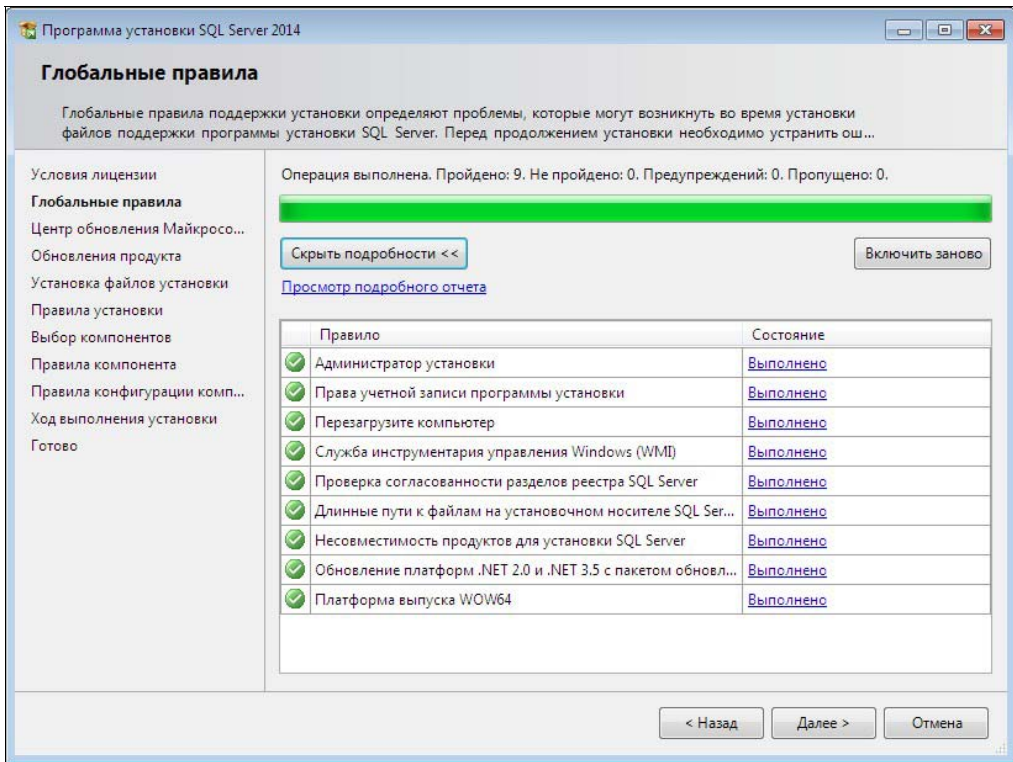 Программа установки SQL Server 2014
Глобальные правила
Глобальные правила поддержки установки определяют проблемы, которые могут возникнуть во время установки
файлов поддержки программы установки SQL Server. Перед продолжением установки необходимо устранить ош...
Условия лицензии
Глобальные правила
Центр обновления Майкросо...
Обновления продукта
Установка файлов установки
Правила установки
Выбор компонентов
Правила компонента
Правила конфигурации комп...
Ход выполнения установки
Готово
Операция выполнена. Пройдено: 9. Не пройдено: 0. Предупреждений: 0. Пропущено: 0.
Скрыть подробности << Включить заново
Просмотр подробного отчета
Правило Состояние
Администратор установки Выполнено
Права учетной записи программы установки Выполнено
Перезагрузите компьютер Выполнено
Служба инструментария управления Windows (WMI) Выполнено
Проверка согласованности разделов реестра SQL Server Выполнено
Длинные пути к файлам на установочном носителе SQL Ser... Выполнено
Несовместимость продуктов для установки SQL Server Выполнено
Обновление платформ .NET 2.0 и .NET 3.5 с пакетом обновл... Выполнено
Платформа выпуска WOW64 Выполнено
< Назад Далее > Отмена